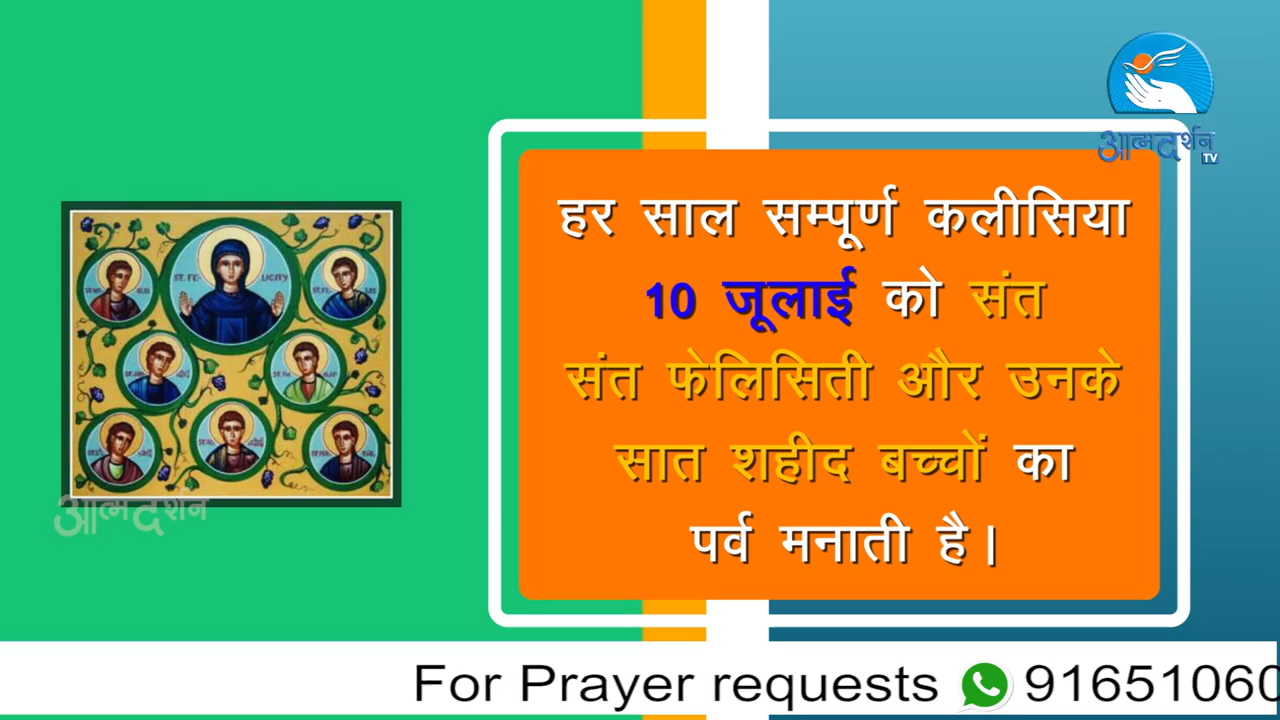 आत्मदर्शन
TV
हर साल सम्पूर्ण कलीसिया
10 जूलाई को संत
संत फेलिसिती और उनके
सात शहीद बच्चों का
पर्व मनाती है।
ST. FE LICITY
आत्मदर्शन
For Prayer requests 91651060